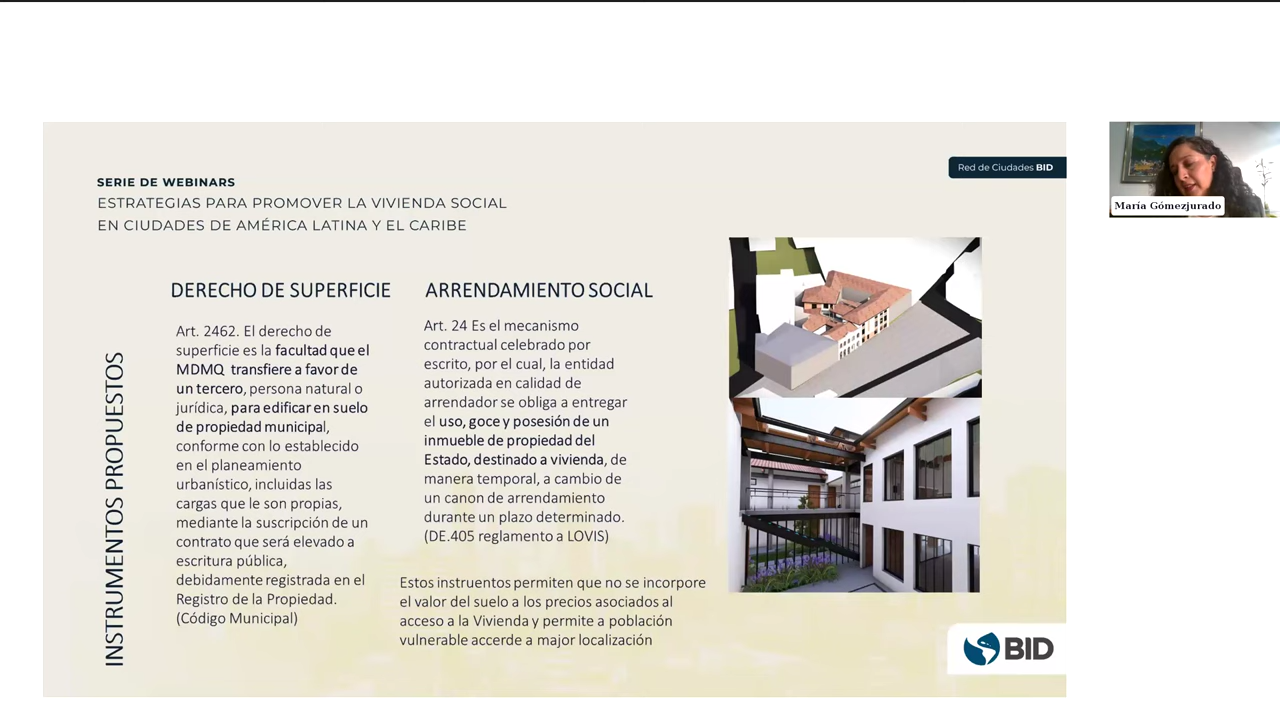 SERIE DE WEBINARS
ESTRATEGIAS PARA PROMOVER LA VIVIENDA SOCIAL
EN CIUDADES DE AMÉRICA LATINA Y EL CARIBE
Red de Ciudades BID
María Gómezjurado
INSTRUMENTOS PROPUESTOS
DERECHO DE SUPERFICIE
Art. 2462. El derecho de
superficie es la facultad que el
MDMQ transfiere a favor de
un tercero, persona natural o
jurídica, para edificar en suelo
de propiedad municipal,
conforme con lo establecido
en el planeamiento
urbanístico, incluidas las
cargas que le son propias,
mediante la suscripción de un
contrato que será elevado a
escritura pública,
debidamente registrada en el
Registro de la Propiedad.
(Código Municipal)
ARRENDAMIENTO SOCIAL
Art. 24 Es el mecanismo
contractual celebrado por
escrito, por el cual, la entidad
autorizada en calidad de
arrendador se obliga a entregar
el uso, goce y posesión de un
inmueble de propiedad del
Estado, destinado a vivienda, de
manera temporal, a cambio de
un canon de arrendamiento
durante un plazo determinado.
(DE.405 reglamento a LOVIS)
Estos instruentos permiten que no se incorpore
el valor del suelo a los precios asociados al
acceso a la Vivienda y permite a población
vulnerable accerde a major localización
BID